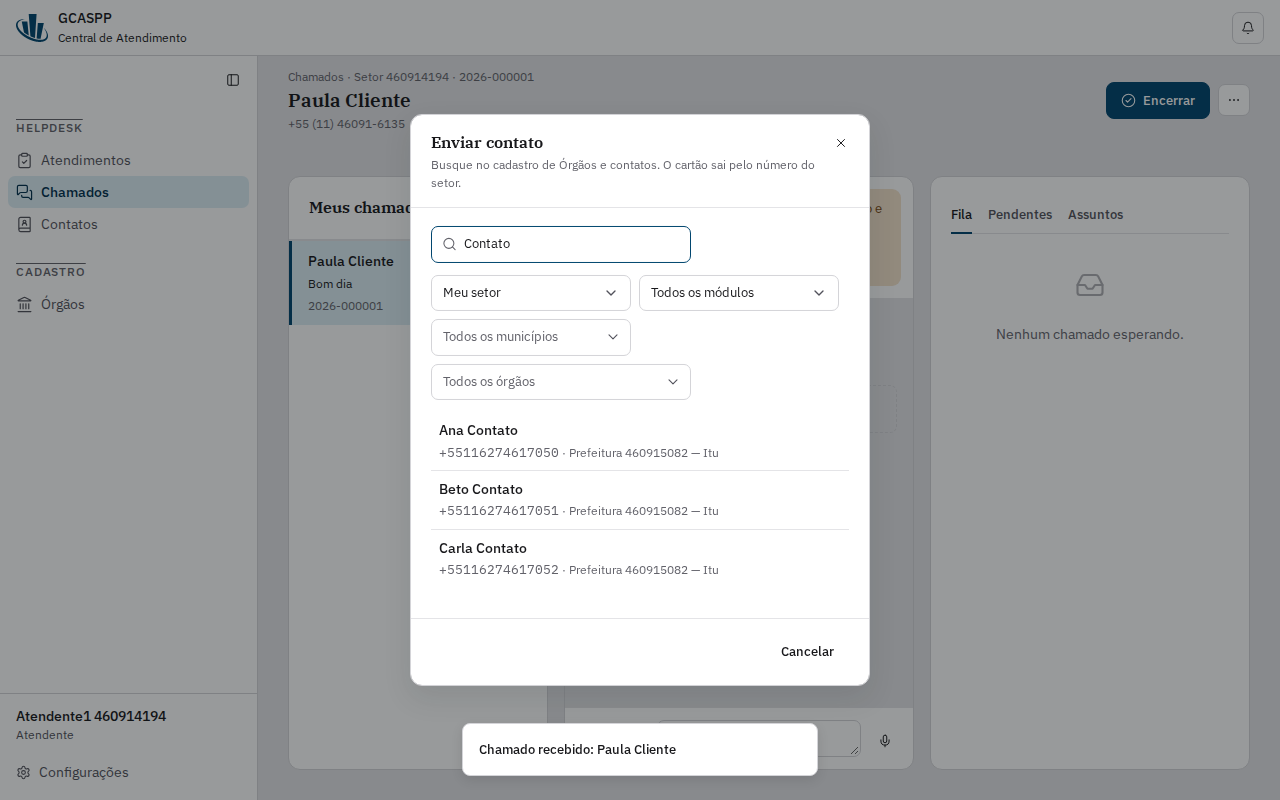 GCASPP
Central de Atendimento
HELPDESK
Atendimentos
Chamados
Contatos
CADASTRO
Órgãos
Atendente1 460914194
Atendente
Configurações
Chamados · Setor 460914194 · 2026-000001
Paula Cliente
+55 (11) 46091-6135
Encerrar
Meus chamad
Paula Cliente
Bom dia
2026-000001
o e
Enviar contato
Busque no cadastro de Órgãos e contatos. O cartão sai pelo número do
setor.
Contato
Meu setor
Todos os módulos
Todos os municípios
Todos os órgãos
Ana Contato
+55116274617050 · Prefeitura 460915082 — Itu
Beto Contato
+55116274617051 · Prefeitura 460915082 — Itu
Carla Contato
+55116274617052 · Prefeitura 460915082 — Itu
Cancelar
Chamado recebido: Paula Cliente
Fila
Pendentes
Assuntos
Nenhum chamado esperando.